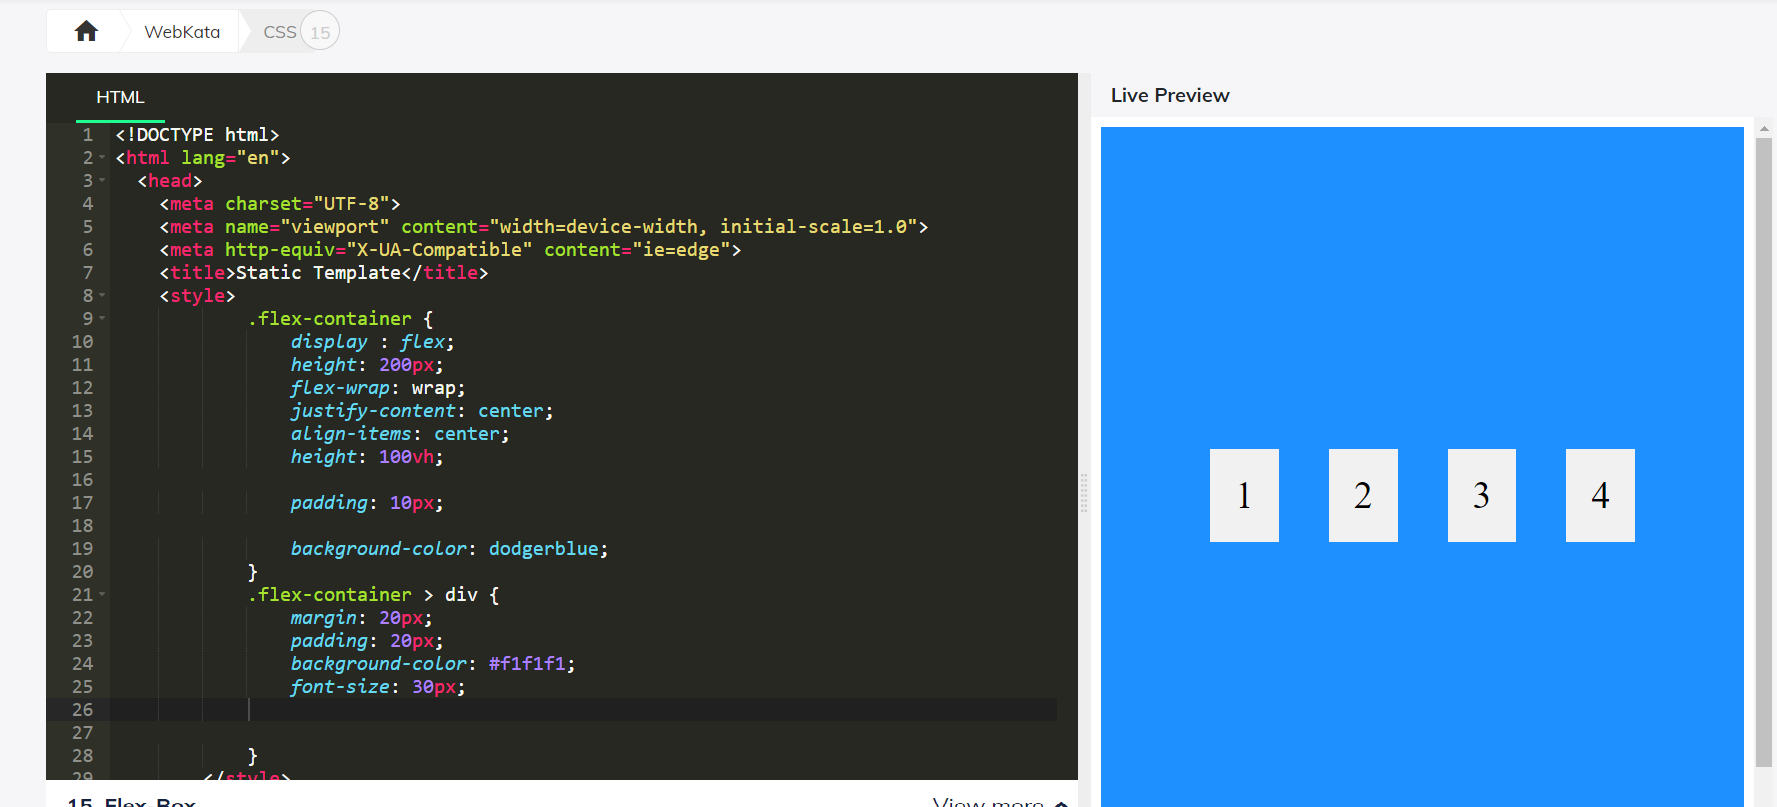 WebKata
CSS 15
HTML
1 <!DOCTYPE html>
2 <html lang="en">
3 <head>
4 <meta charset="UTF-8">
5 <meta name="viewport" content="width=device-width, initial-scale=1.0">
6 <meta http-equiv="X-UA-Compatible" content="ie=edge">
7 <title>Static Template</title>
8 <style>
9 .flex-container {
10 display : flex;
11 height: 200px;
12 flex-wrap: wrap;
13 justify-content: center;
14 align-items: center;
15 height: 100vh;
16
17 padding: 10px;
18
19 background-color: dodgerblue;
20 }
21 .flex-container > div {
22 margin: 20px;
23 padding: 20px;
24 background-color: #f1f1f1;
25 font-size: 30px;
26
27
28 }
29 </style>
15. Flex-Box
View more
Live Preview
1 2 3 4